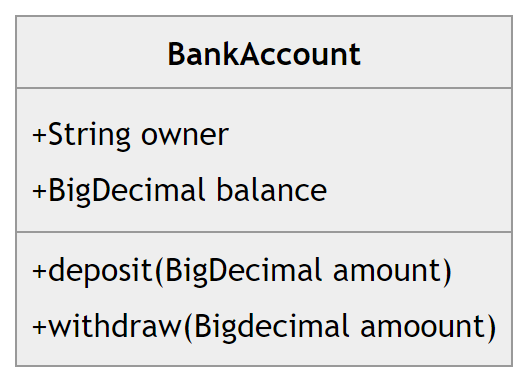 BankAccount
+String owner
+BigDecimal balance
+deposit(BigDecimal amount)
+withdraw(Bigdecimal amoount)